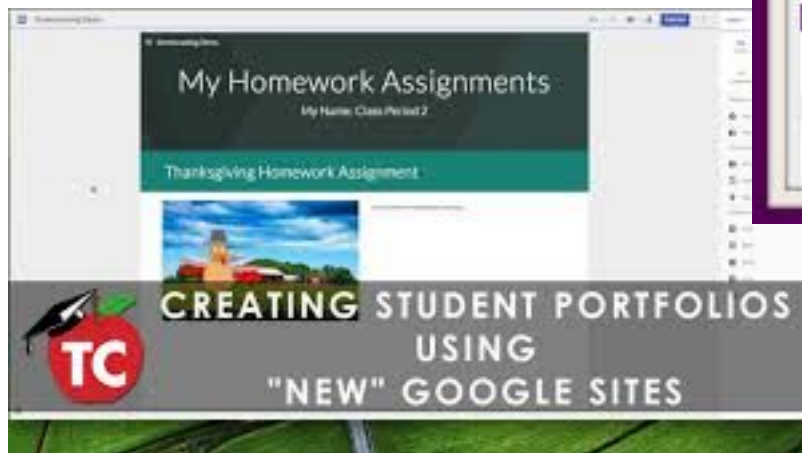 My Homework Assignments
My Name: Class Period 2
Thanksgiving Homework Assignment
CREATING STUDENT PORTFOLIOS
USING
"NEW" GOOGLE SITES
TC